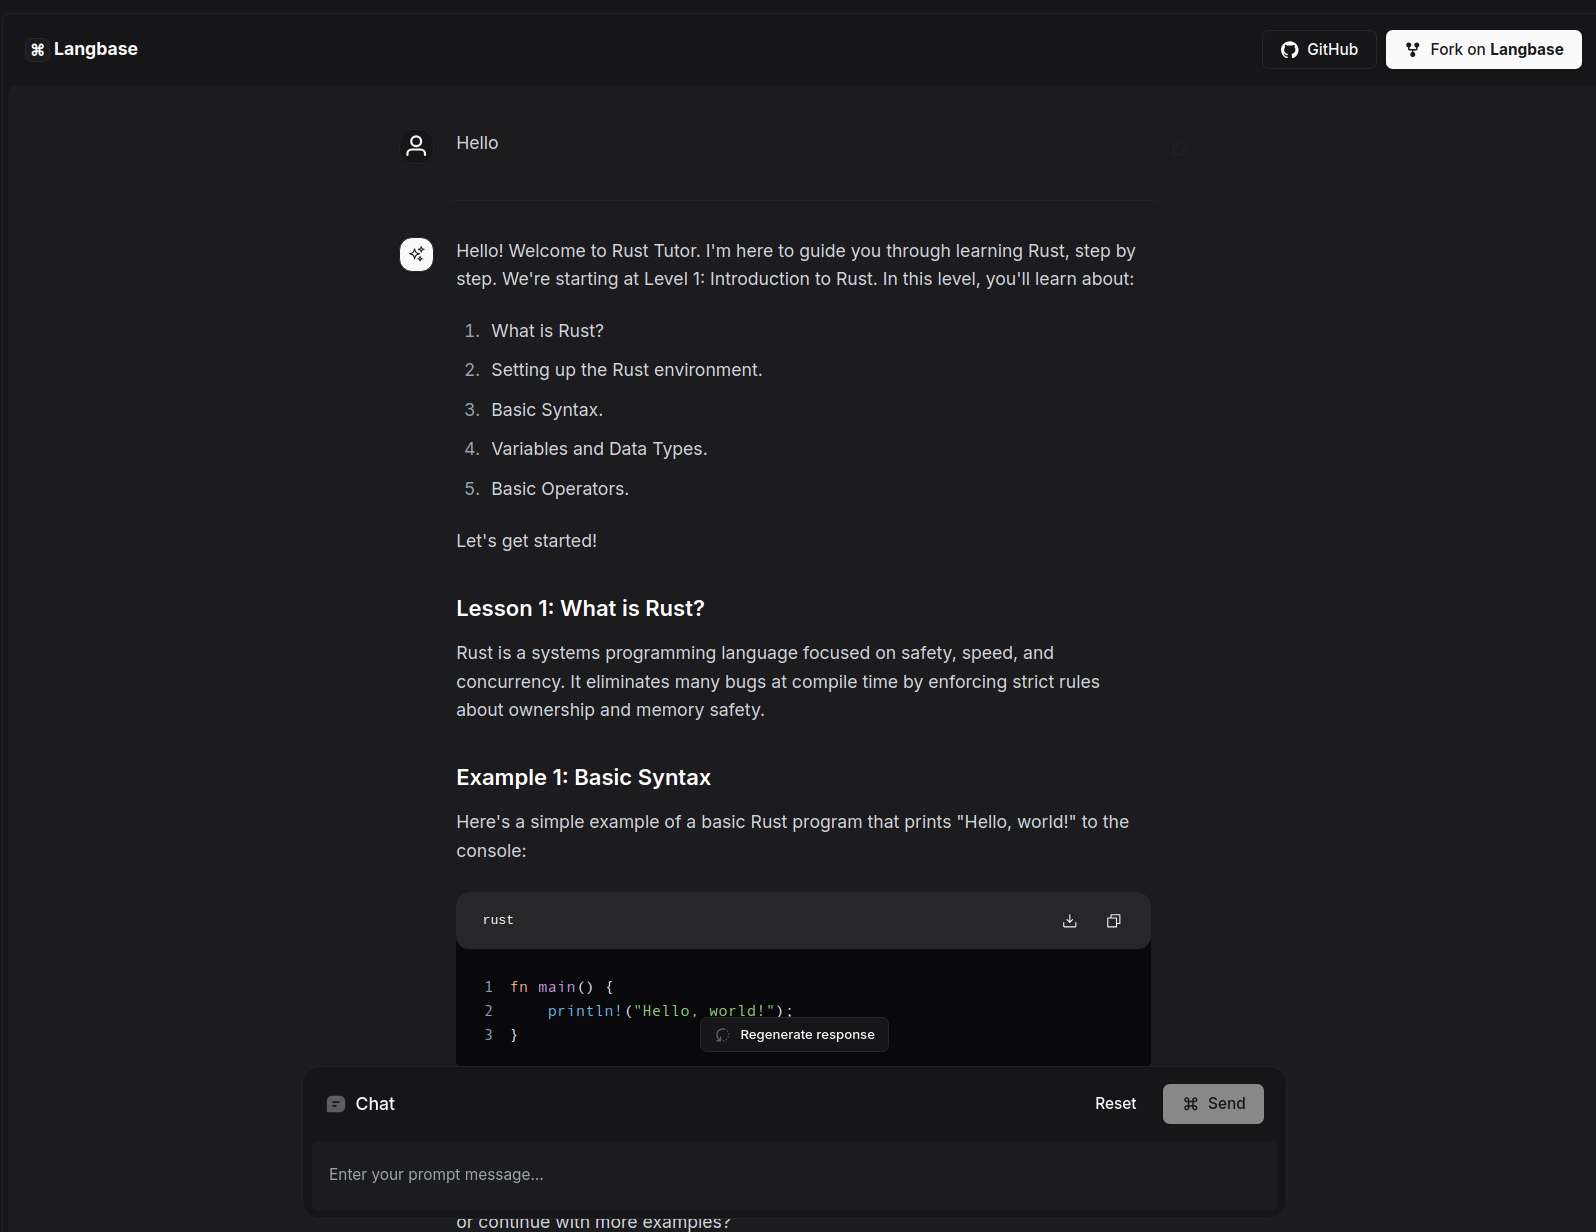 ⌘ Langbase
GitHub
Fork on Langbase
Hello
Hello! Welcome to Rust Tutor. I'm here to guide you through learning Rust, step by
step. We're starting at Level 1: Introduction to Rust. In this level, you'll learn about:
1. What is Rust?
2. Setting up the Rust environment.
3. Basic Syntax.
4. Variables and Data Types.
5. Basic Operators.
Let's get started!
Lesson 1: What is Rust?
Rust is a systems programming language focused on safety, speed, and
concurrency. It eliminates many bugs at compile time by enforcing strict rules
about ownership and memory safety.
Example 1: Basic Syntax
Here's a simple example of a basic Rust program that prints "Hello, world!" to the
console:
rust
1 fn main() {
2     println!("Hello, world!");
3 }
Regenerate response
Chat
Reset
⌘ Send
Enter your prompt message...
or continue with more examples?